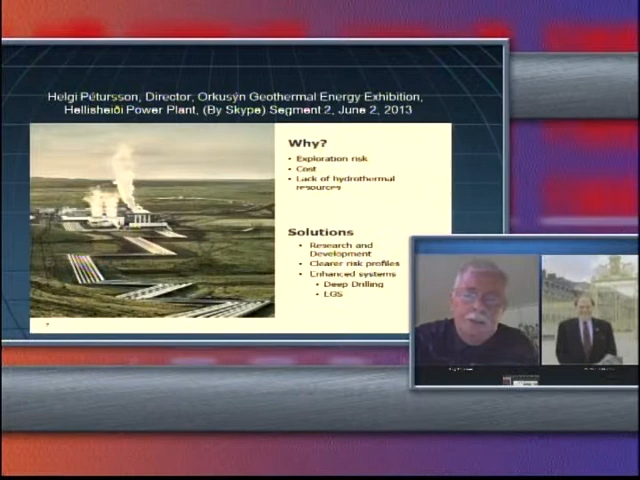 Helgi Pétursson, Director, Orkusýn Geothermal Energy Exhibition,
Hellisheiði Power Plant, (By Skype) Segment 2, June 2, 2013
Why?
• Exploration risk
• Cost
• Lack of hydrothermal
resources
Solutions
• Research and
Development
• Clearer risk profiles
• Enhanced systems
• Deep Drilling
• EGS